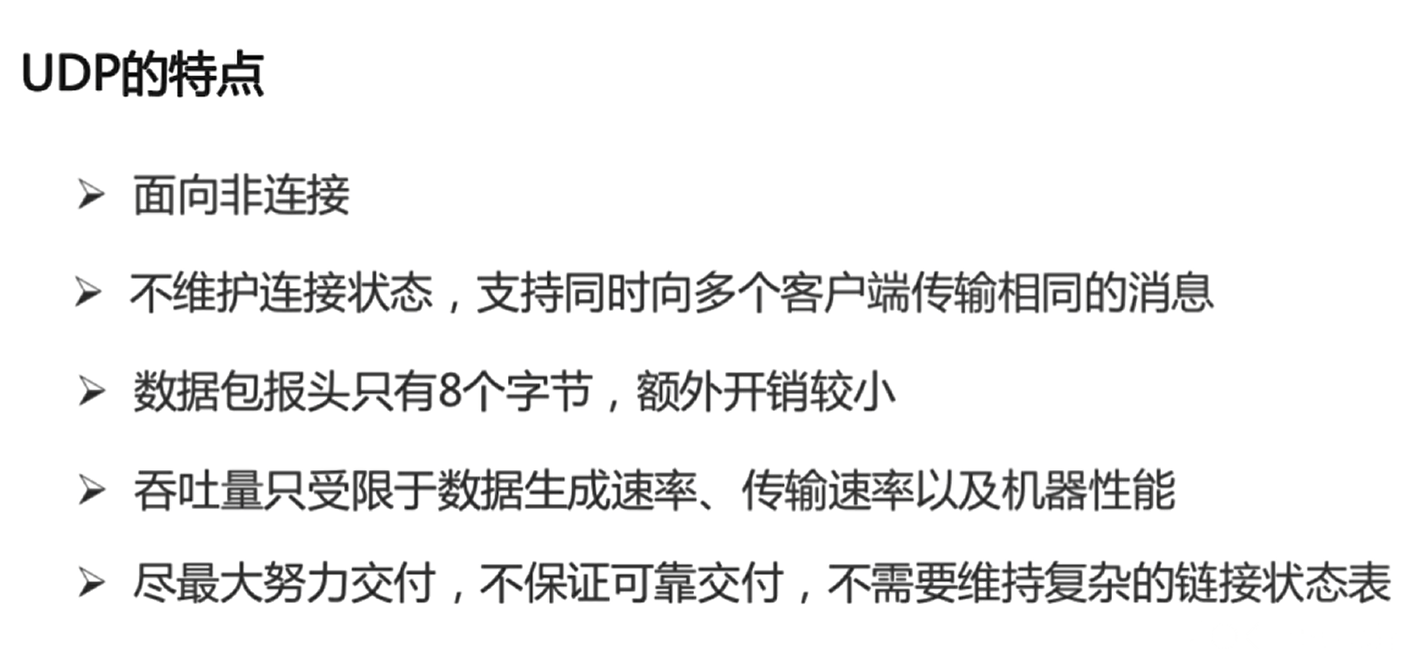 UDP的特点
面向非连接
不维护连接状态，支持同时向多个客户端传输相同的消息
数据包报头只有8个字节，额外开销较小
吞吐量只受限于数据生成速率、传输速率以及机器性能
尽最大努力交付，不保证可靠交付，不需要维持复杂的链接状态表